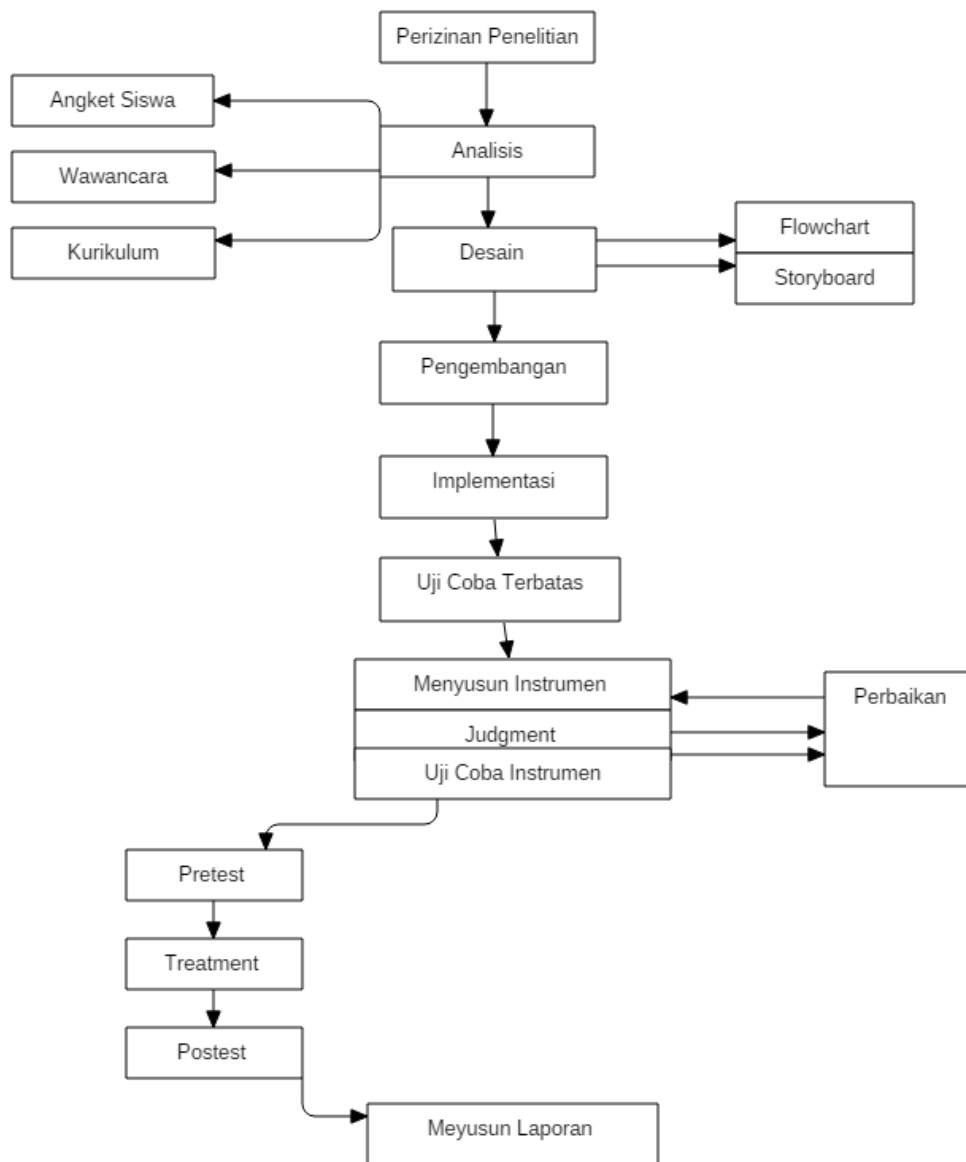 Perizinan Penelitian
Angket Siswa
Analisis
Wawancara
Kurikulum
Desain
Flowchart
Storyboard
Pengembangan
Implementasi
Uji Coba Terbatas
Menyusun Instrumen
Perbaikan
Judgment
Uji Coba Instrumen
Pretest
Treatment
Postest
Meyusun Laporan